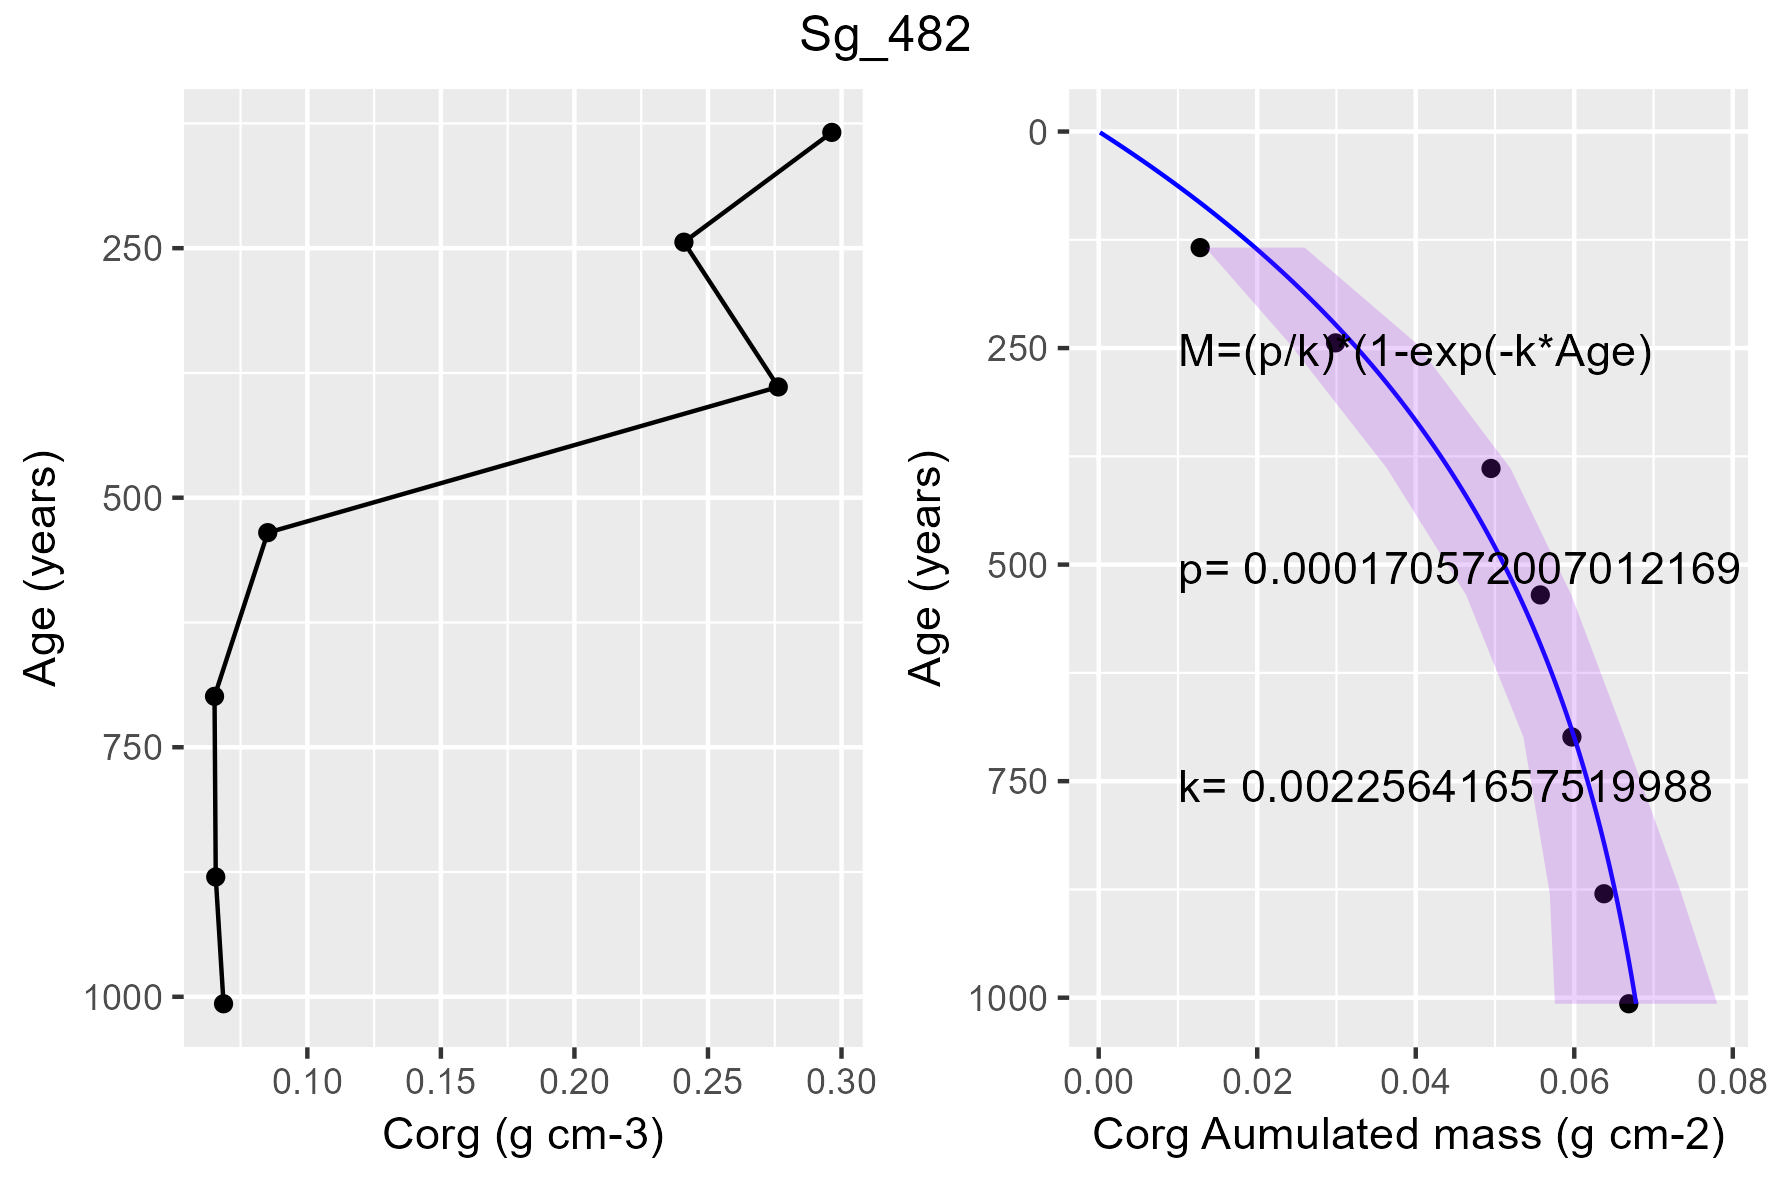 Sg_482
Age (years)
250
500
750
1000
0.10 0.15 0.20 0.25 0.30
Corg (g cm-3)
Age (years)
0
250
500
750
1000
M=(p/k)*(1-exp(-k*Age)
p= 0.000170572007012169
k= 0.00225641657519988
0.00 0.02 0.04 0.06 0.08
Corg Aumulated mass (g cm-2)